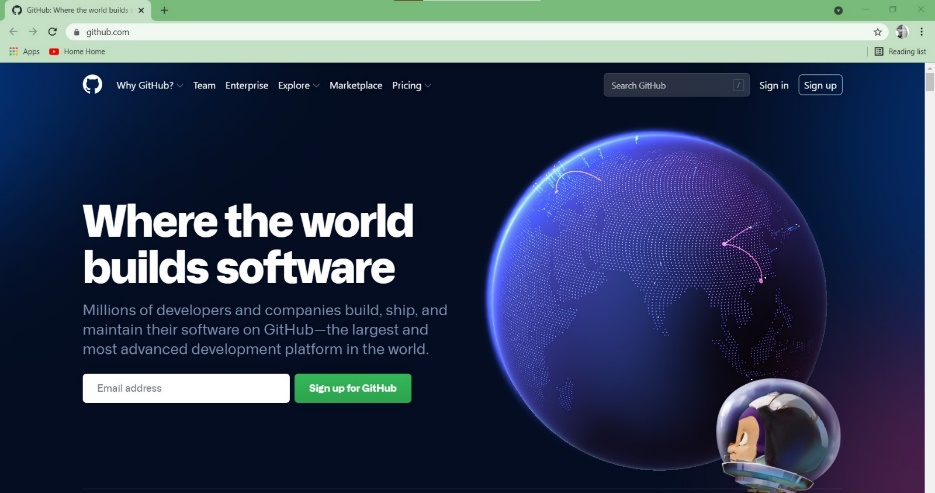 GitHub: Where the world builds
github.com
Apps Home Home Reading list
Why GitHub? Team Enterprise Explore Marketplace Pricing Search GitHub / Sign in Sign up
Where the world
builds software
Millions of developers and companies build, ship, and
maintain their software on GitHub—the largest and
most advanced development platform in the world.
Email address Sign up for GitHub